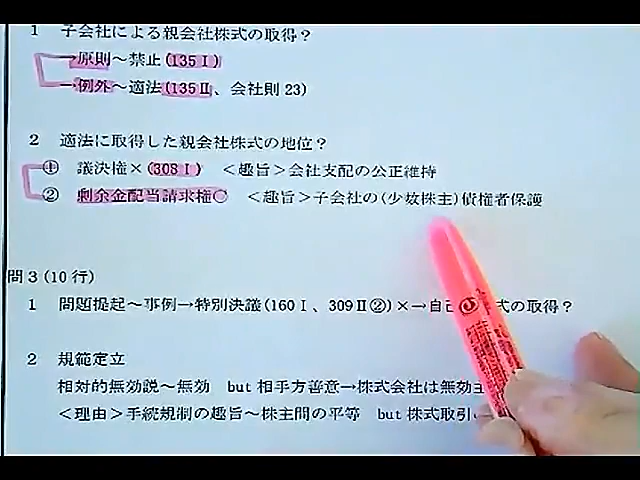 1 子会社による親会社株式の取得？
→原則～禁止(135Ⅰ)
→例外～適法(135Ⅱ、会社則23)
2 適法に取得した親会社株式の地位？
① 議決権×(308Ⅰ) ＜趣旨＞会社支配の公正維持
② 剰余金配当請求権○ ＜趣旨＞子会社の(少数株主)債権者保護
問3(10行)
1 問題提起～事例→特別決議(160Ⅰ、309Ⅱ②)×→自己 式の取得？
2 規範定立
相対的無効説～無効 but相手方善意→株式会社は無効主
＜理由＞手続規制の趣旨～株主間の平等 but 株式取引